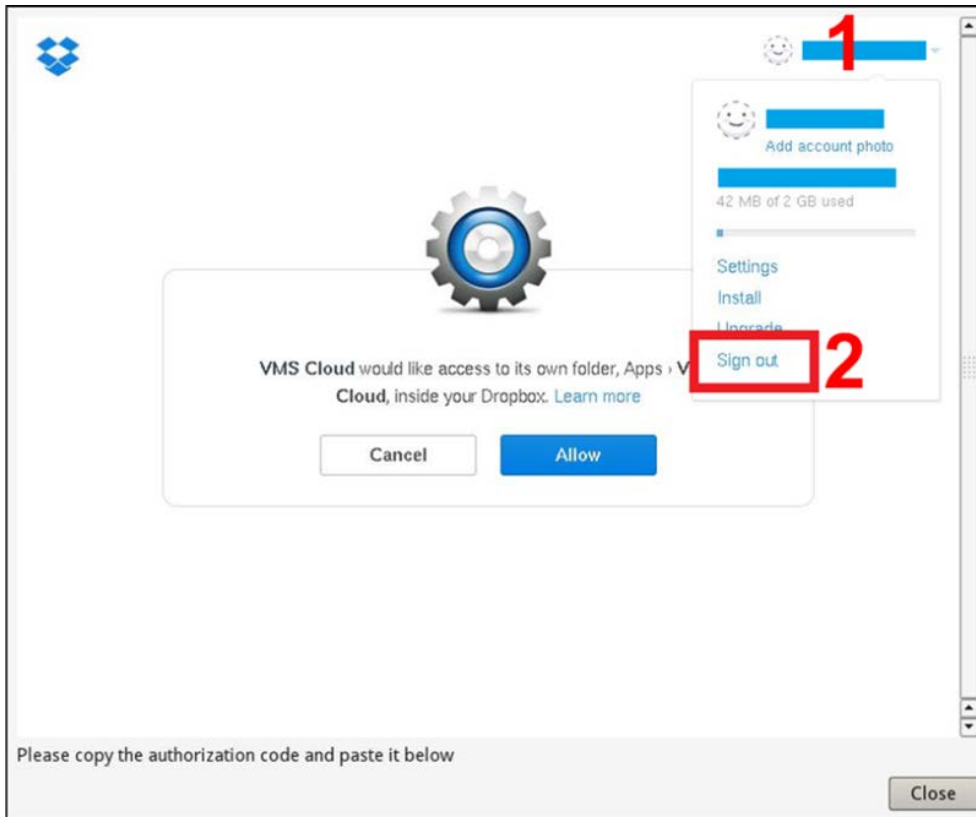 1
Add account photo
42 MB of 2 GB used
Settings
Install
Upgrade
Sign out
2
VMS Cloud would like access to its own folder, Apps › V
Cloud, inside your Dropbox. Learn more
Cancel
Allow
Please copy the authorization code and paste it below
Close